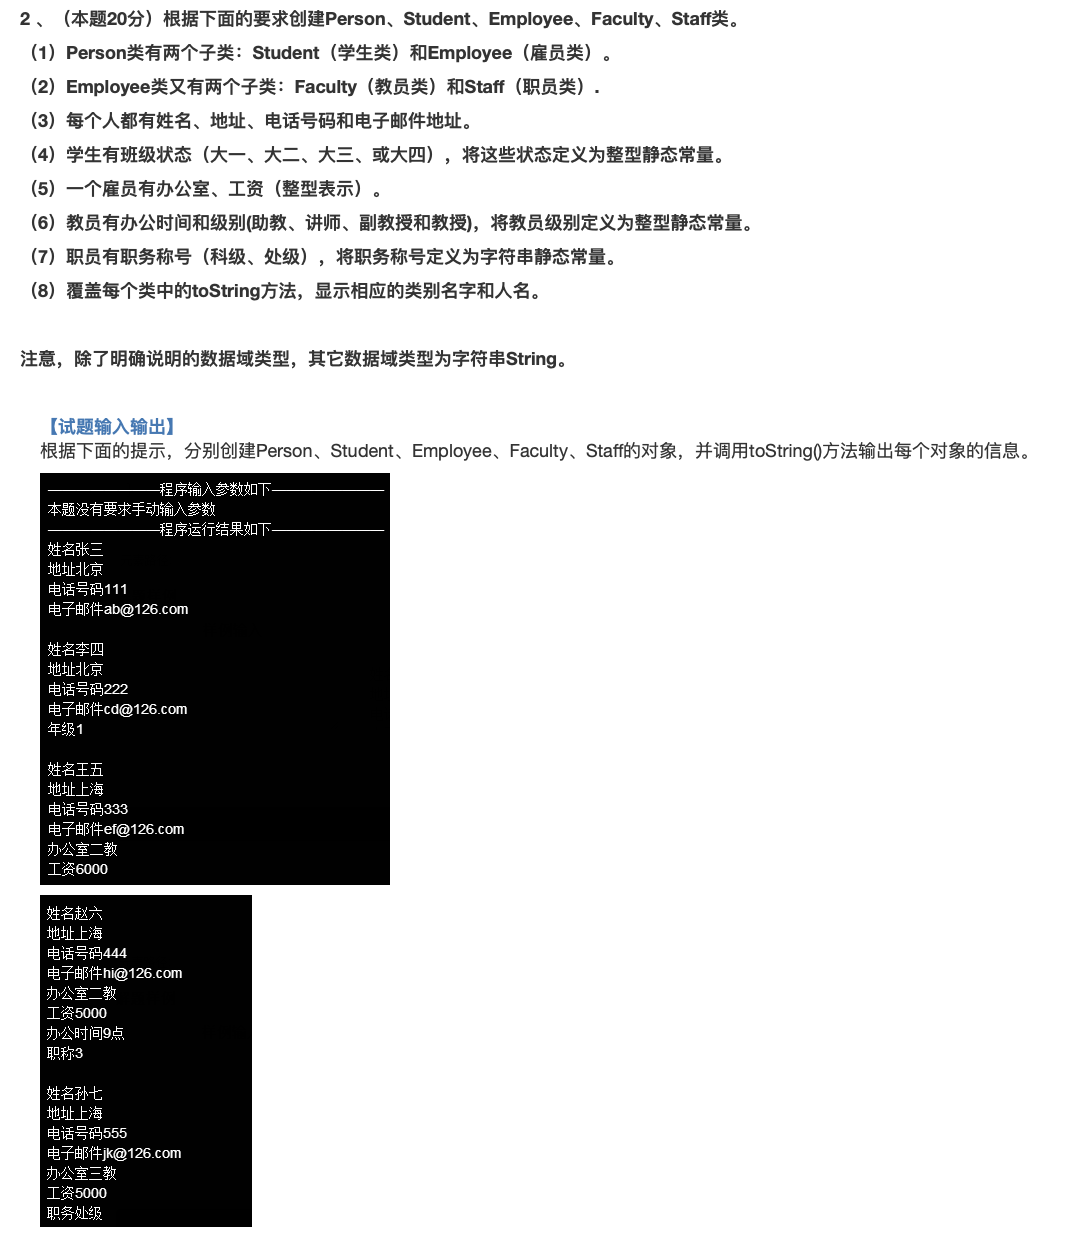 2 、（本题20分）根据下面的要求创建Person、Student、Employee、Faculty、Staff类。
（1）Person类有两个子类：Student（学生类）和Employee（雇员类）。
（2）Employee类又有两个子类：Faculty（教员类）和Staff（职员类）.
（3）每个人都有姓名、地址、电话号码和电子邮件地址。
（4）学生有班级状态（大一、大二、大三、或大四），将这些状态定义为整型静态常量。
（5）一个雇员有办公室、工资（整型表示）。
（6）教员有办公时间和级别(助教、讲师、副教授和教授)，将教员级别定义为整型静态常量。
（7）职员有职务称号（科级、处级），将职务称号定义为字符串静态常量。
（8）覆盖每个类中的toString方法，显示相应的类别名字和人名。
注意，除了明确说明的数据域类型，其它数据域类型为字符串String。
【试题输入输出】
根据下面的提示，分别创建Person、Student、Employee、Faculty、Staff的对象，并调用toString()方法输出每个对象的信息。
————————程序输入参数如下————————
本题没有要求手动输入参数
————————程序运行结果如下————————
姓名张三
地址北京
电话号码111
电子邮件ab@126.com
姓名李四
地址北京
电话号码222
电子邮件cd@126.com
年级1
姓名王五
地址上海
电话号码333
电子邮件ef@126.com
办公室二教
工资6000
姓名赵六
地址上海
电话号码444
电子邮件hi@126.com
办公室二教
工资5000
办公时间9点
职称3
姓名孙七
地址上海
电话号码555
电子邮件jk@126.com
办公室三教
工资5000
职务处级